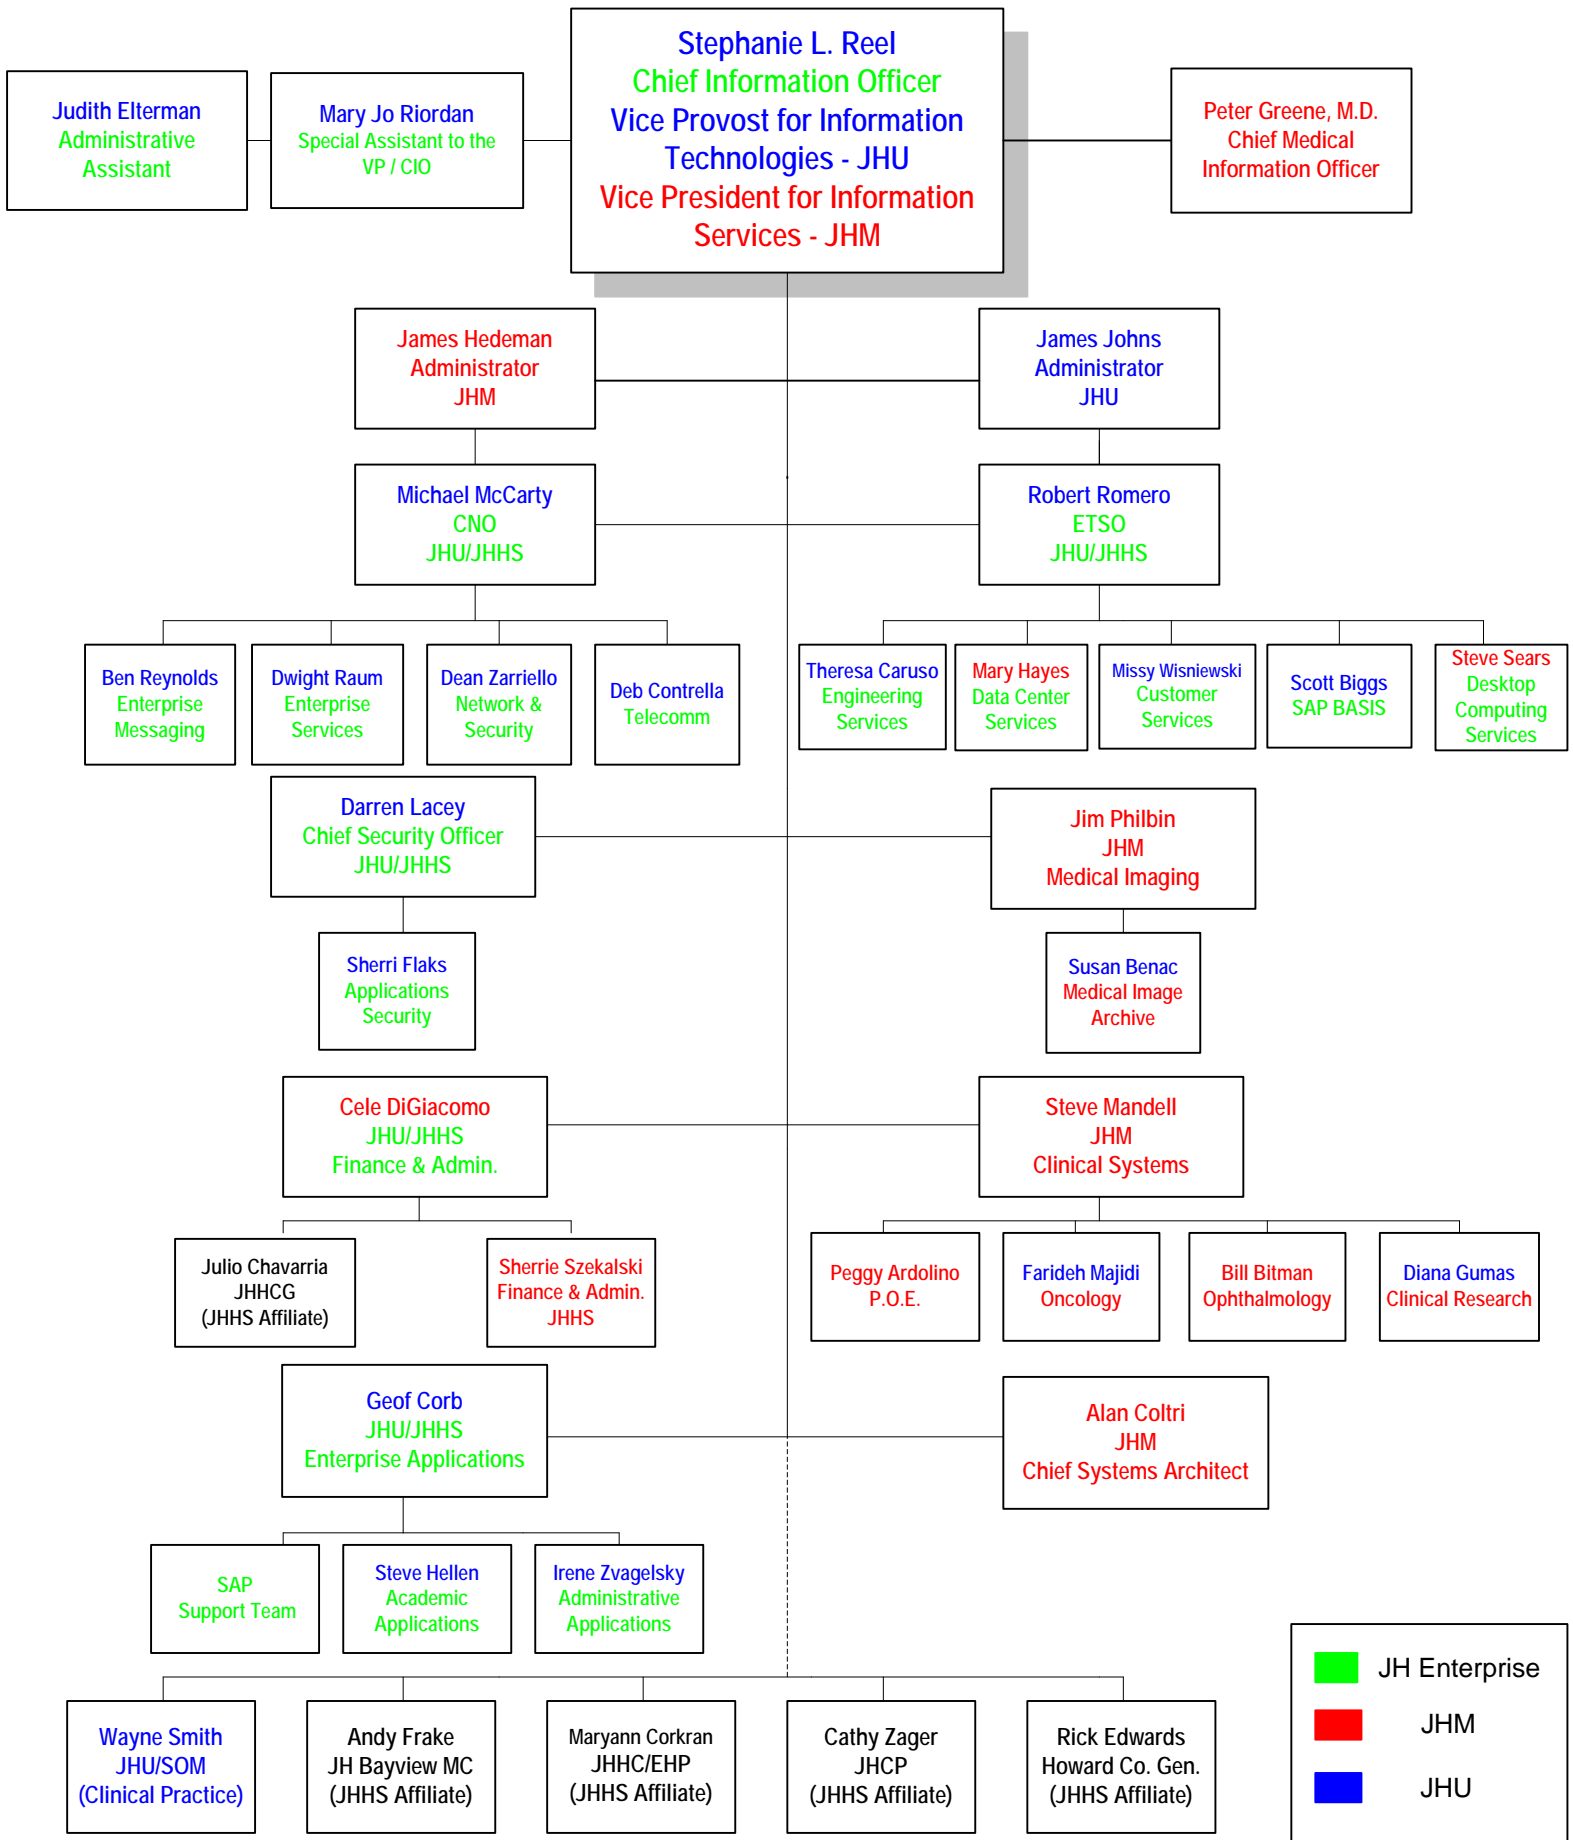 Stephanie L. Reel
Chief Information Officer
Vice Provost for Information
Technologies - JHU
Vice President for Information
Services - JHM
Judith Elterman
Administrative
Assistant
Mary Jo Riordan
Special Assistant to the
VP / CIO
Peter Greene, M.D.
Chief Medical
Information Officer
James Hedeman
Administrator
JHM
James Johns
Administrator
JHU
Michael McCarty
CNO
JHU/JHHS
Robert Romero
ETSO
JHU/JHHS
Ben Reynolds
Enterprise
Messaging
Dwight Raum
Enterprise
Services
Dean Zarriello
Network &
Security
Deb Contrella
Telecomm
Theresa Caruso
Engineering
Services
Mary Hayes
Data Center
Services
Missy Wisniewski
Customer
Services
Scott Biggs
SAP BASIS
Steve Sears
Desktop
Computing
Services
Darren Lacey
Chief Security Officer
JHU/JHHS
Jim Philbin
JHM
Medical Imaging
Sherri Flaks
Applications
Security
Susan Benac
Medical Image
Archive
Cele DiGiacomo
JHU/JHHS
Finance & Admin.
Steve Mandell
JHM
Clinical Systems
Julio Chavarria
JHHCG
(JHHS Affiliate)
Sherrie Szekalski
Finance & Admin.
JHHS
Peggy Ardolino
P.O.E.
Farideh Majidi
Oncology
Bill Bitman
Ophthalmology
Diana Gumas
Clinical Research
Geof Corb
JHU/JHHS
Enterprise Applications
Alan Coltri
JHM
Chief Systems Architect
SAP
Support Team
Steve Hellen
Academic
Applications
Irene Zvagelsky
Administrative
Applications
Wayne Smith
JHU/SOM
(Clinical Practice)
Andy Frake
JH Bayview MC
(JHHS Affiliate)
Maryann Corkran
JHHC/EHP
(JHHS Affiliate)
Cathy Zager
JHCP
(JHHS Affiliate)
Rick Edwards
Howard Co. Gen.
(JHHS Affiliate)
JH Enterprise
JHM
JHU